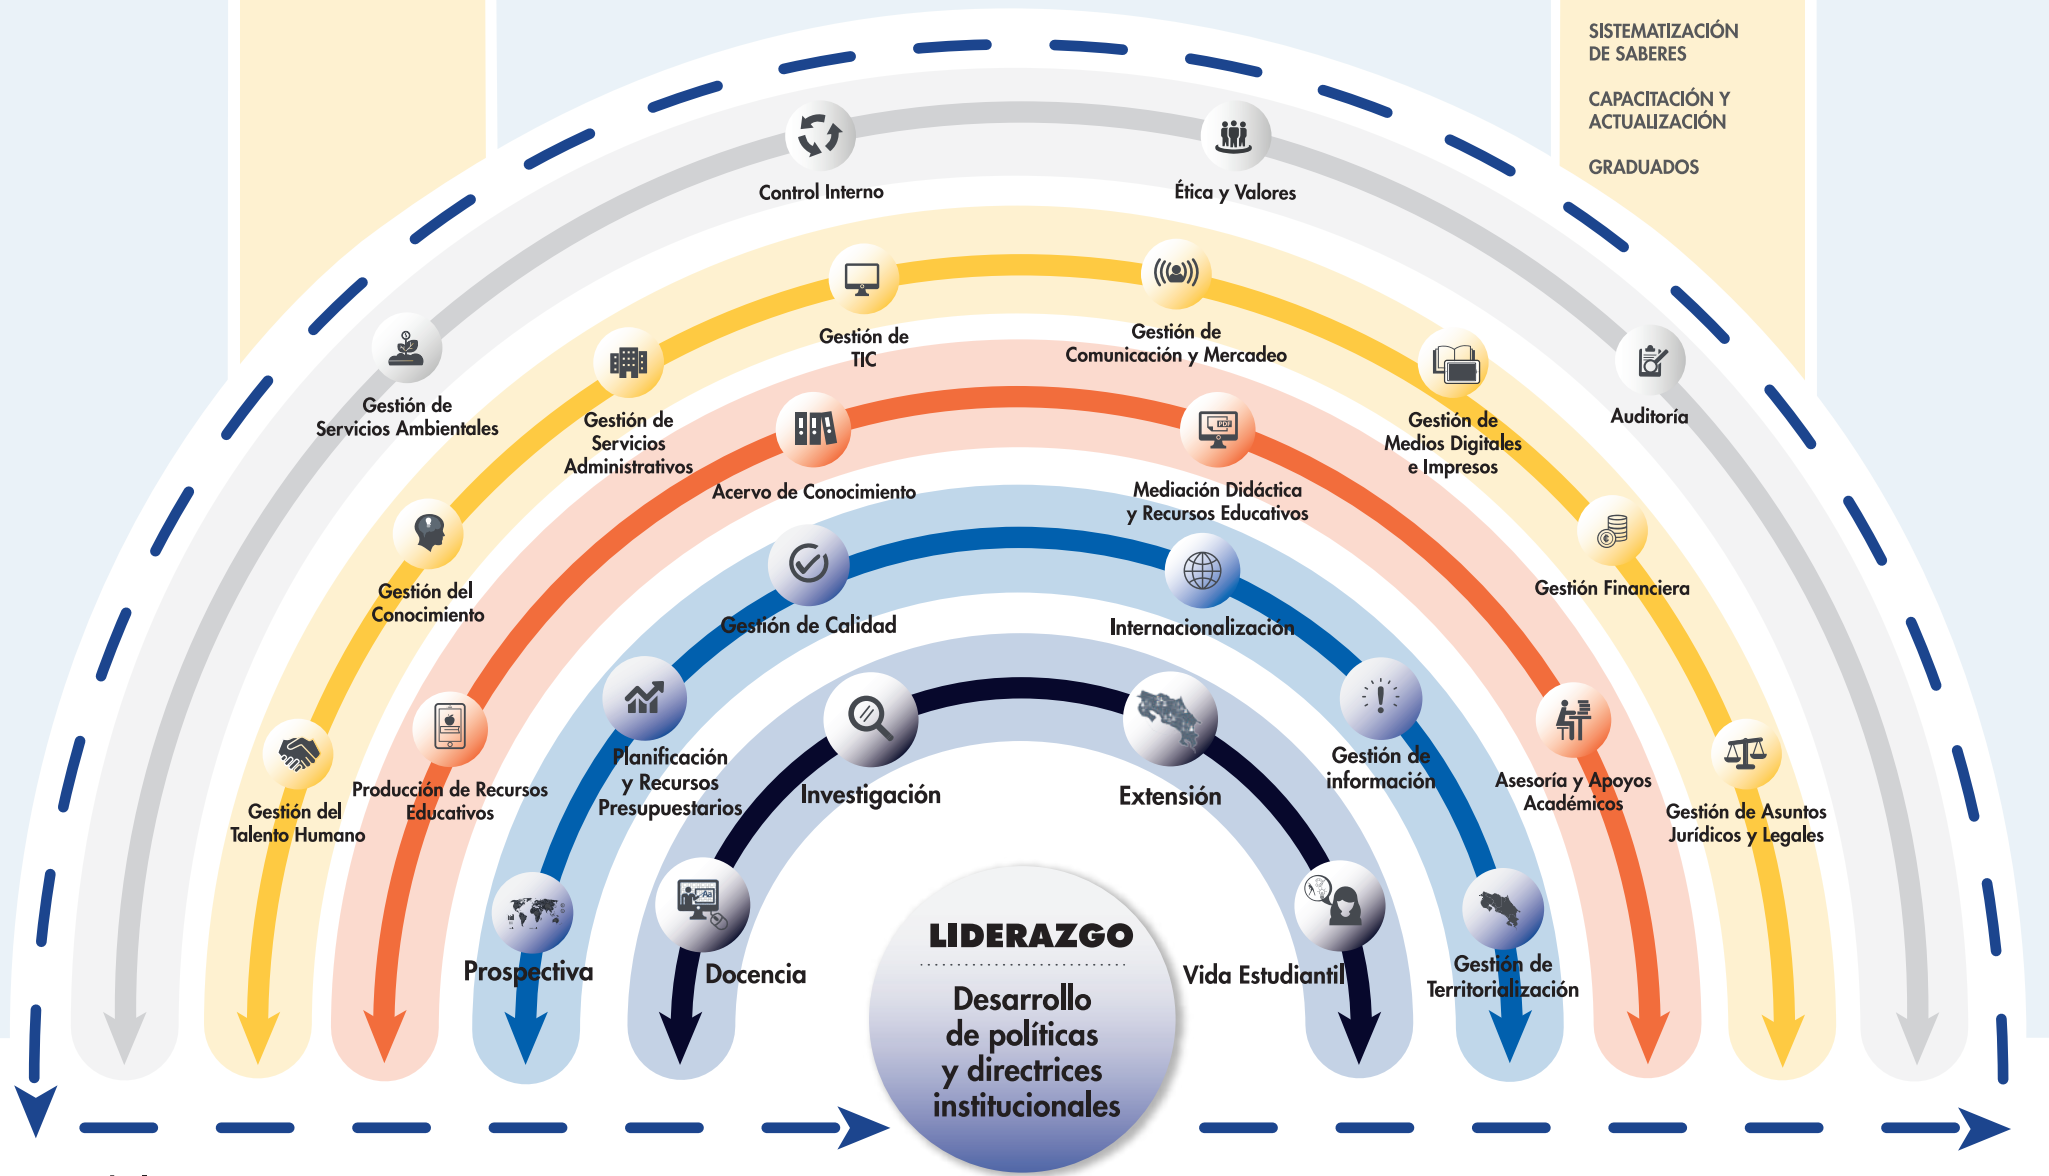 SISTEMATIZACIÓN
DE SABERES
CAPACITACIÓN Y
ACTUALIZACIÓN
GRADUADOS
Control Interno
Ética y Valores
Gestión de
Servicios Ambientales
Auditoría
Gestión de
TIC
Gestión de
Comunicación y Mercadeo
Gestión de
Servicios
Administrativos
Gestión de
Medios Digitales
e Impresos
Gestión del
Conocimiento
Gestión Financiera
Gestión del
Talento Humano
Gestión de Asuntos
Jurídicos y Legales
Acervo de Conocimiento
PDF
Mediación Didáctica
y Recursos Educativos
Producción de Recursos
Educativos
Asesoría y Apoyos
Académicos
Gestión de Calidad
Internacionalización
Planificación
y Recursos
Presupuestarios
Gestión de
información
Prospectiva
Gestión de
Territorialización
Investigación
Extensión
Aa
Docencia
Vida Estudiantil
LIDERAZGO
Desarrollo
de políticas
y directrices
institucionales